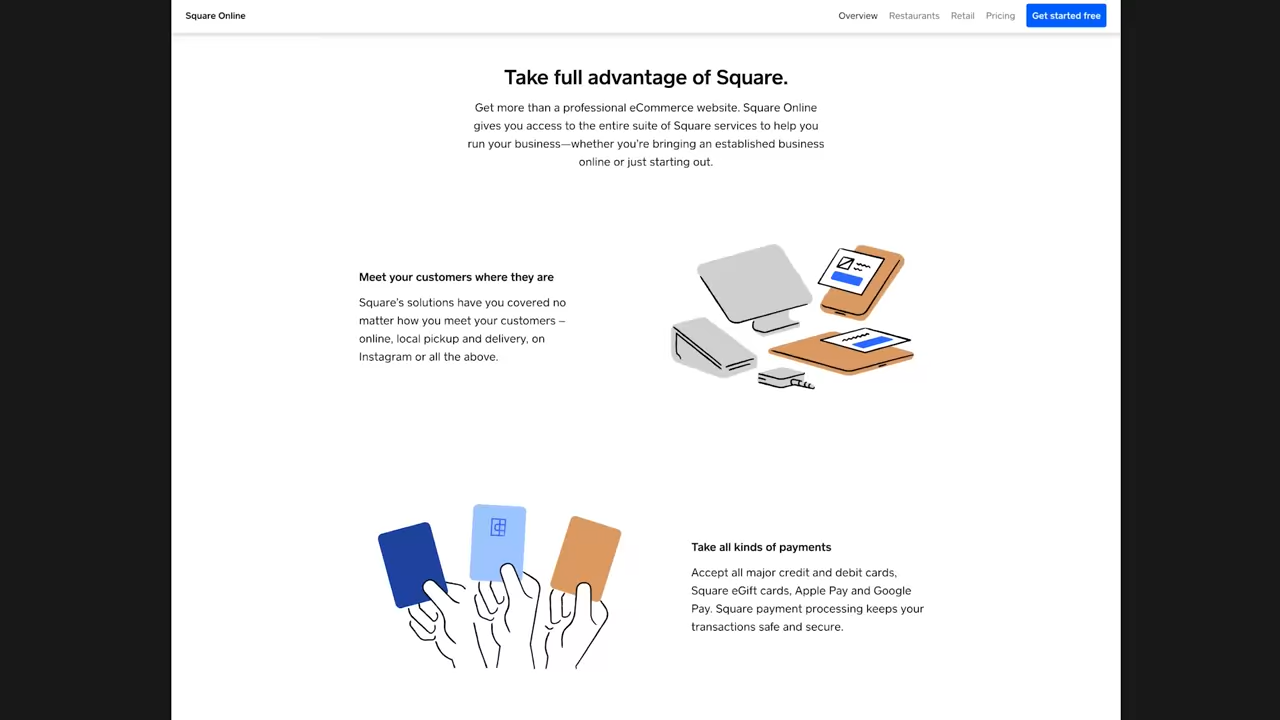 Square Online
Overview
Restaurants
Retail
Pricing
Get started free
Take full advantage of Square.
Get more than a professional eCommerce website. Square Online
gives you access to the entire suite of Square services to help you
run your business—whether you're bringing an established business
online or just starting out.
Meet your customers where they are
Square's solutions have you covered no
matter how you meet your customers –
online, local pickup and delivery, on
Instagram or all the above.
Take all kinds of payments
Accept all major credit and debit cards,
Square eGift cards, Apple Pay and Google
Pay. Square payment processing keeps your
transactions safe and secure.